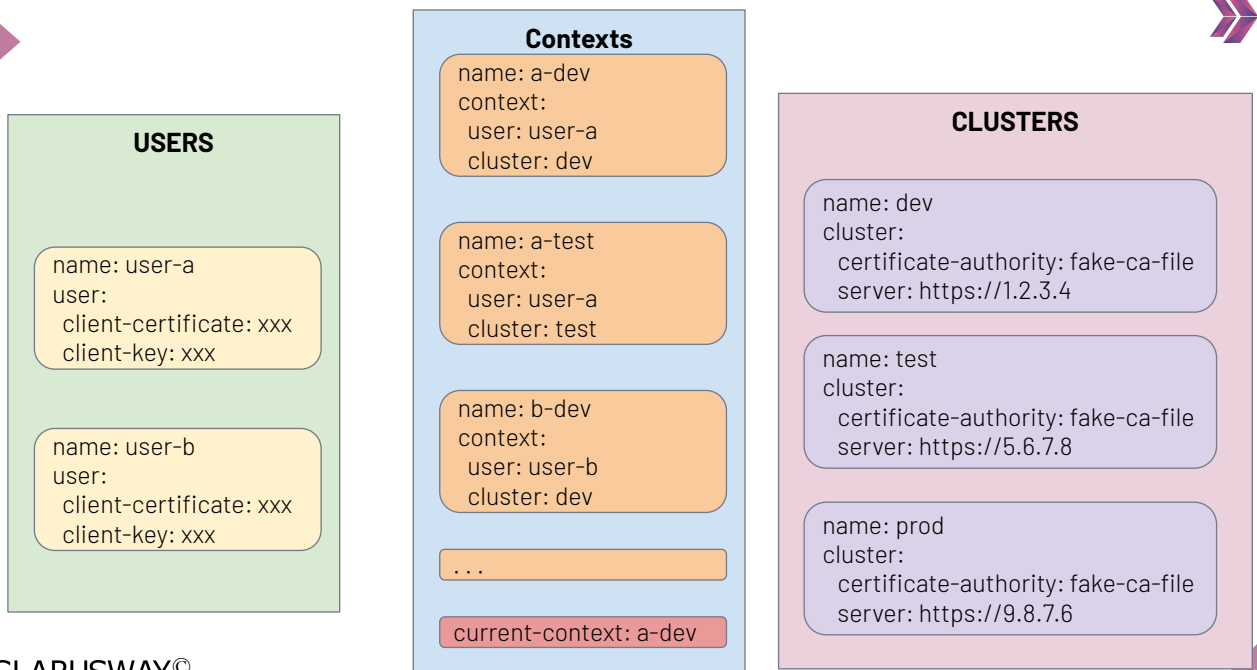 USERS
name: user-a
user:
client-certificate: xxx
client-key: xxx
name: user-b
user:
client-certificate: xxx
client-key: xxx
Contexts
name: a-dev
context:
user: user-a
cluster: dev
name: a-test
context:
user: user-a
cluster: test
name: b-dev
context:
user: user-b
cluster: dev
. . .
current-context: a-dev
CLUSTERS
name: dev
cluster:
certificate-authority: fake-ca-file
server: https://1.2.3.4
name: test
cluster:
certificate-authority: fake-ca-file
server: https://5.6.7.8
name: prod
cluster:
certificate-authority: fake-ca-file
server: https://9.8.7.6
CLARUSWAY©